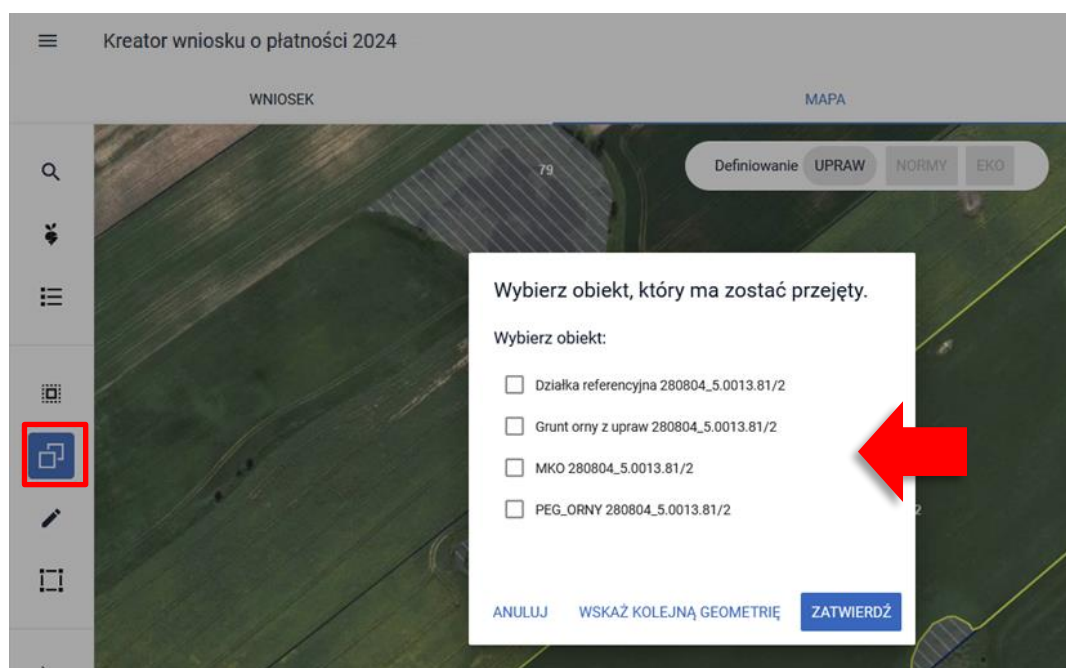 Kreator wniosku o płatności 2024
WNIOSEK
MAPA
79
Definiowanie UPRAW NORMY EKO
Wybierz obiekt, który ma zostać przejęty.
Wybierz obiekt:
Działka referencyjna 280804_5.0013.81/2
Grunt orny z upraw 280804_5.0013.81/2
MKO 280804_5.0013.81/2
PEG_ORNY 280804_5.0013.81/2
2
ANULUJ WSKAŻ KOLEJNĄ GEOMETRIĘ ZATWIERDŹ